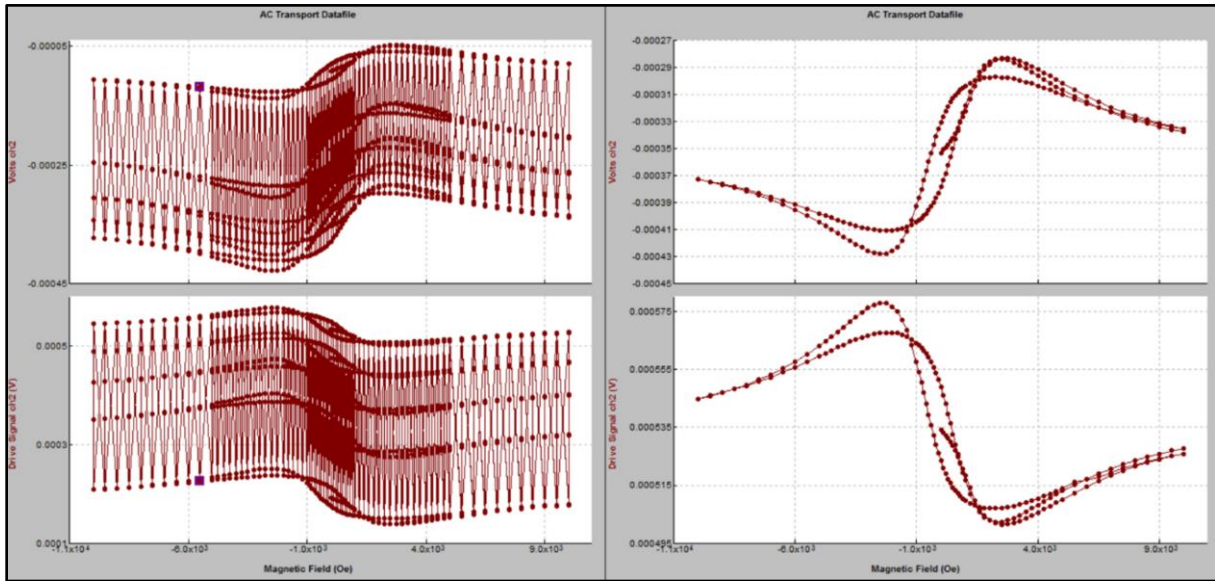 AC Transport Datafile
Volts ch2
-0.00005
-0.00025
-0.00045
Drive Signal ch2 (V)
0.0005
0.0003
0.0001
-1.1x10⁴
-6.0x10³
-1.0x10³
4.0x10³
9.0x10³
Magnetic Field (Oe)
AC Transport Datafile
Volts ch2
-0.00027
-0.00029
-0.00031
-0.00033
-0.00035
-0.00037
-0.00039
-0.00041
-0.00043
-0.00045
Drive Signal ch2 (V)
0.000575
0.000555
0.000535
0.000515
0.000495
-1.1x10⁴
-6.0x10³
-1.0x10³
4.0x10³
9.0x10³
Magnetic Field (Oe)